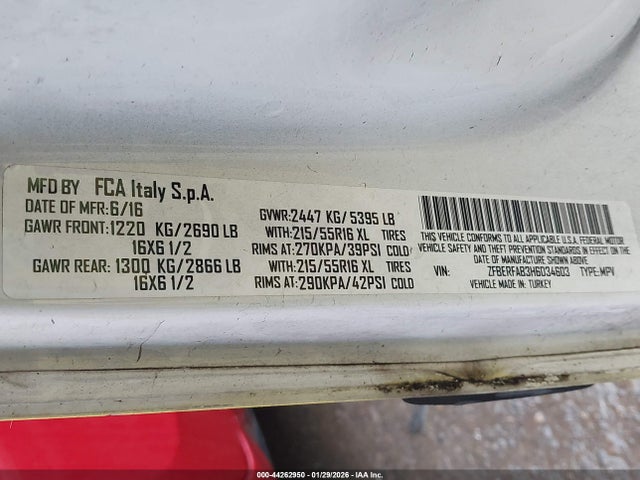 MFD BY FCA Italy S.p.A.
DATE OF MFR:6/16
GVWR:2447 KG/5395 LB
GAWR FRONT:1220 KG/2690 LB WITH:215/55R16 XL TIRES
16X6 1/2 RIMS AT:270KPA/39PSI COLD
GAWR REAR:1300 KG/2866 LB WITH:215/55R16 XL TIRES
16X6 1/2 RIMS AT:290KPA/42PSI COLD
THIS VEHICLE CONFORMS TO ALL APPLICABLE U.S.A. FEDERAL MOTOR
VEHICLE SAFETY AND THEFT PREVENTION STANDARDS IN EFFECT ON THE
DATE OF MANUFACTURE SHOWN ABOVE
VIN: ZFBERFAB3H6D34603 TYPE:MPV
VEHICLE MADE IN: TURKEY
000-44262950 - 01/29/2026 - IAA Inc.